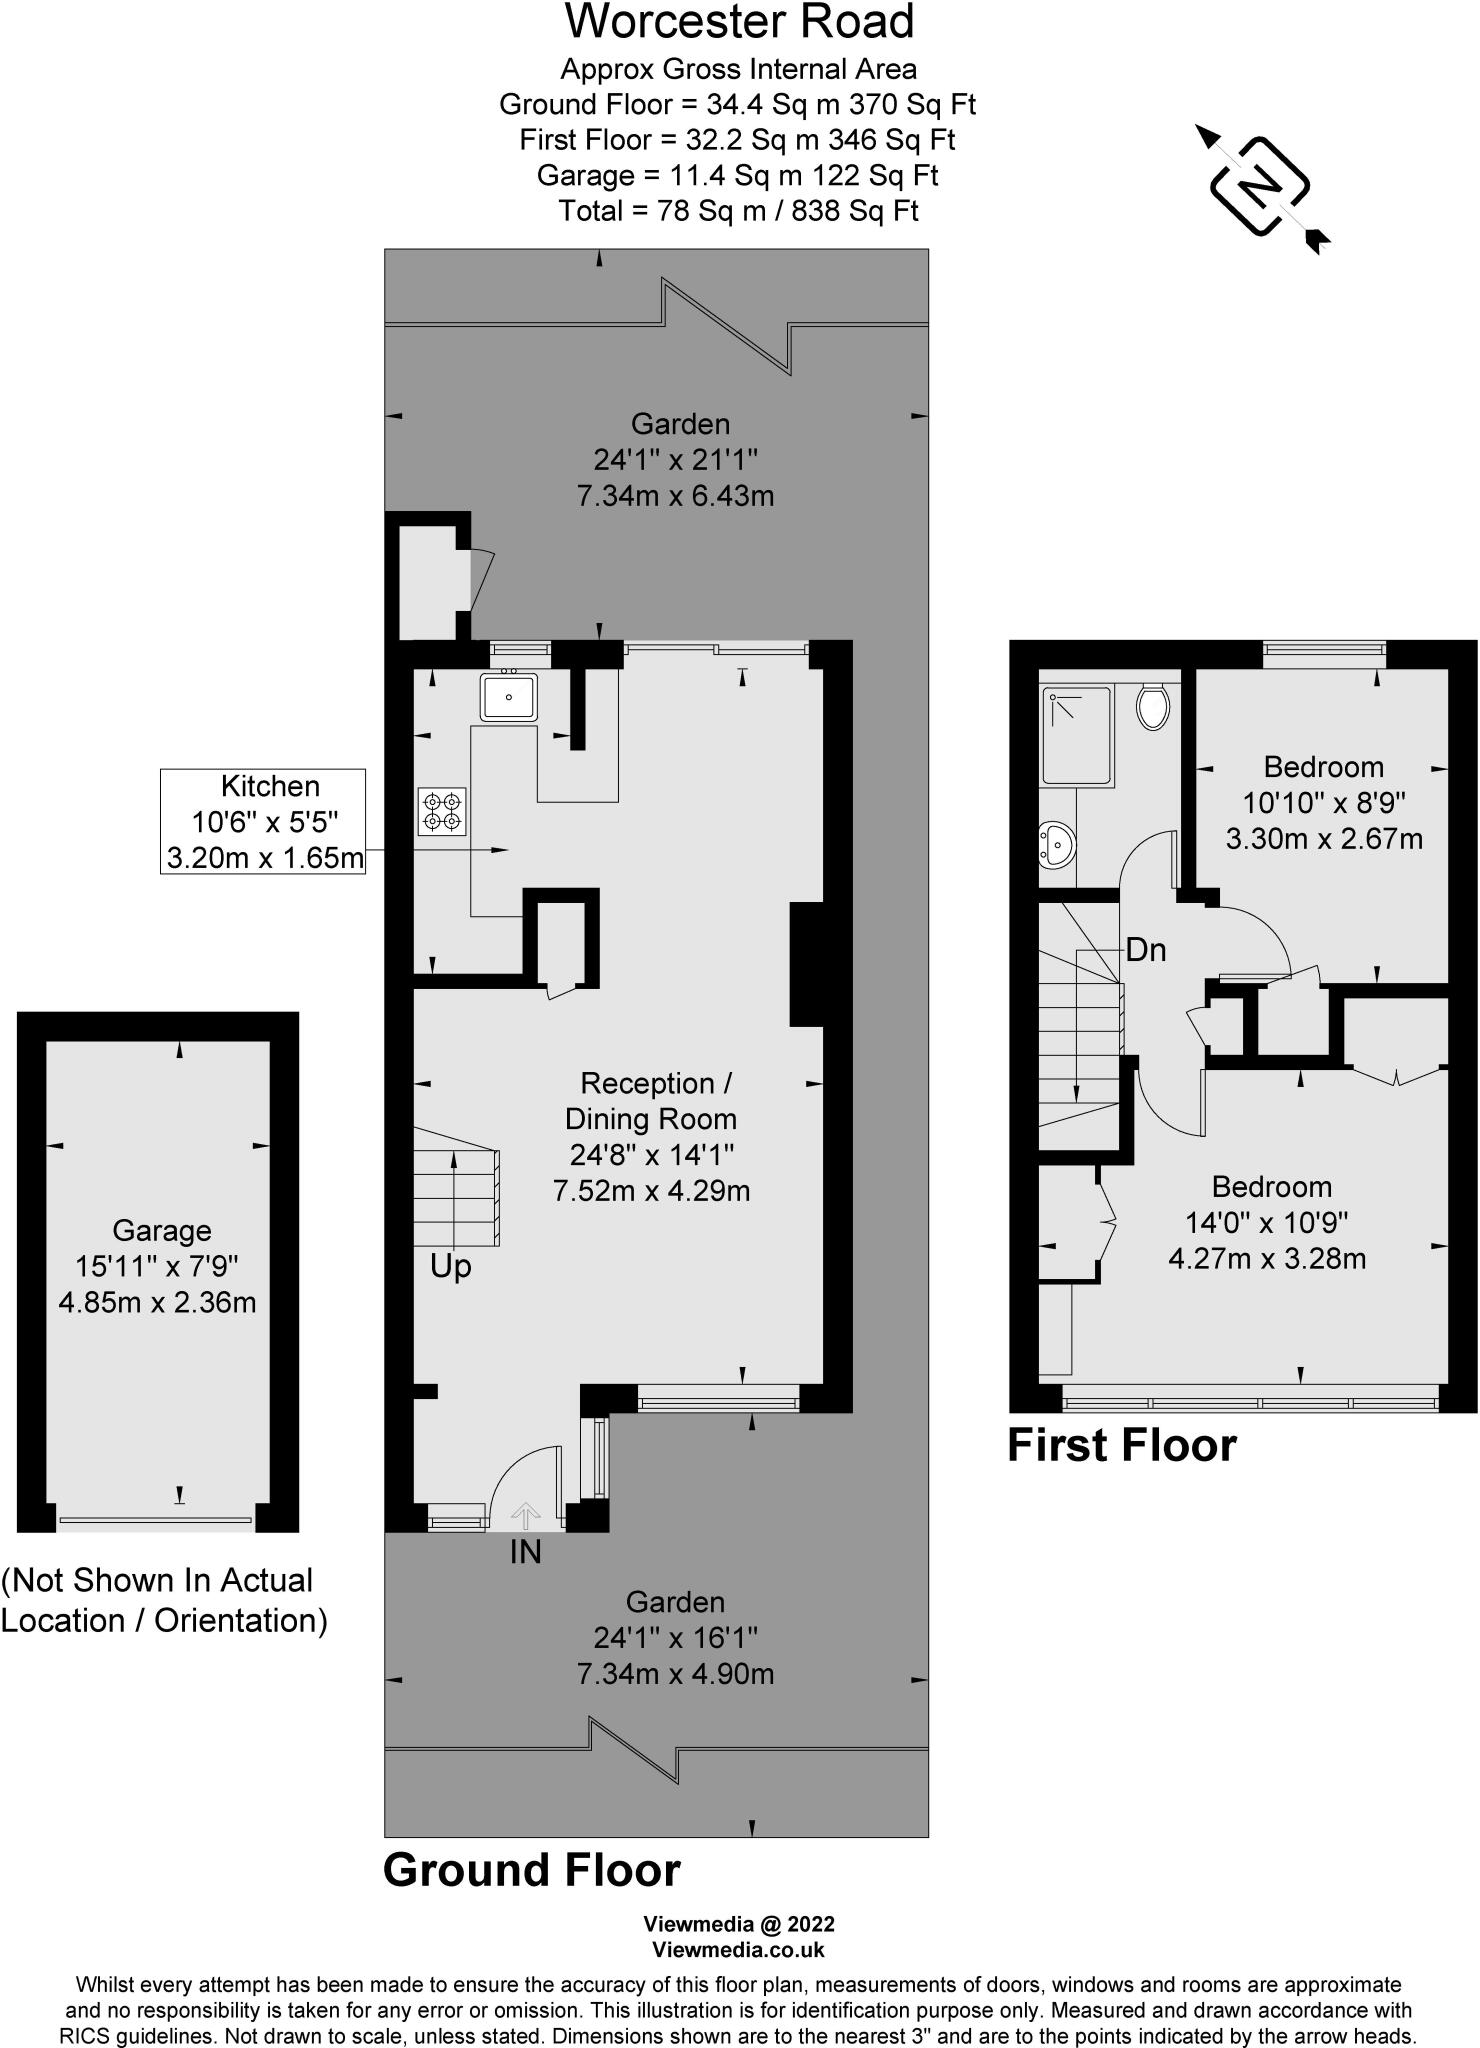 Worcester Road
Approx Gross Internal Area
Ground Floor = 34.4 Sq m 370 Sq Ft
First Floor = 32.2 Sq m 346 Sq Ft
Garage = 11.4 Sq m 122 Sq Ft
Total = 78 Sq m / 838 Sq Ft
N
Garden
24'1" x 21'1"
7.34m x 6.43m
Kitchen
10'6" x 5'5"
3.20m x 1.65m
Reception /
Dining Room
24'8" x 14'1"
7.52m x 4.29m
Up
IN
Garden
24'1" x 16'1"
7.34m x 4.90m
Ground Floor
Garage
15'11" x 7'9"
4.85m x 2.36m
(Not Shown In Actual
Location / Orientation)
Bedroom
10'10" x 8'9"
3.30m x 2.67m
Dn
Bedroom
14'0" x 10'9"
4.27m x 3.28m
First Floor
Viewmedia @ 2022
Viewmedia.co.uk
Whilst every attempt has been made to ensure the accuracy of this floor plan, measurements of doors, windows and rooms are approximate
and no responsibility is taken for any error or omission. This illustration is for identification purpose only. Measured and drawn accordance with
RICS guidelines. Not drawn to scale, unless stated. Dimensions shown are to the nearest 3" and are to the points indicated by the arrow heads.